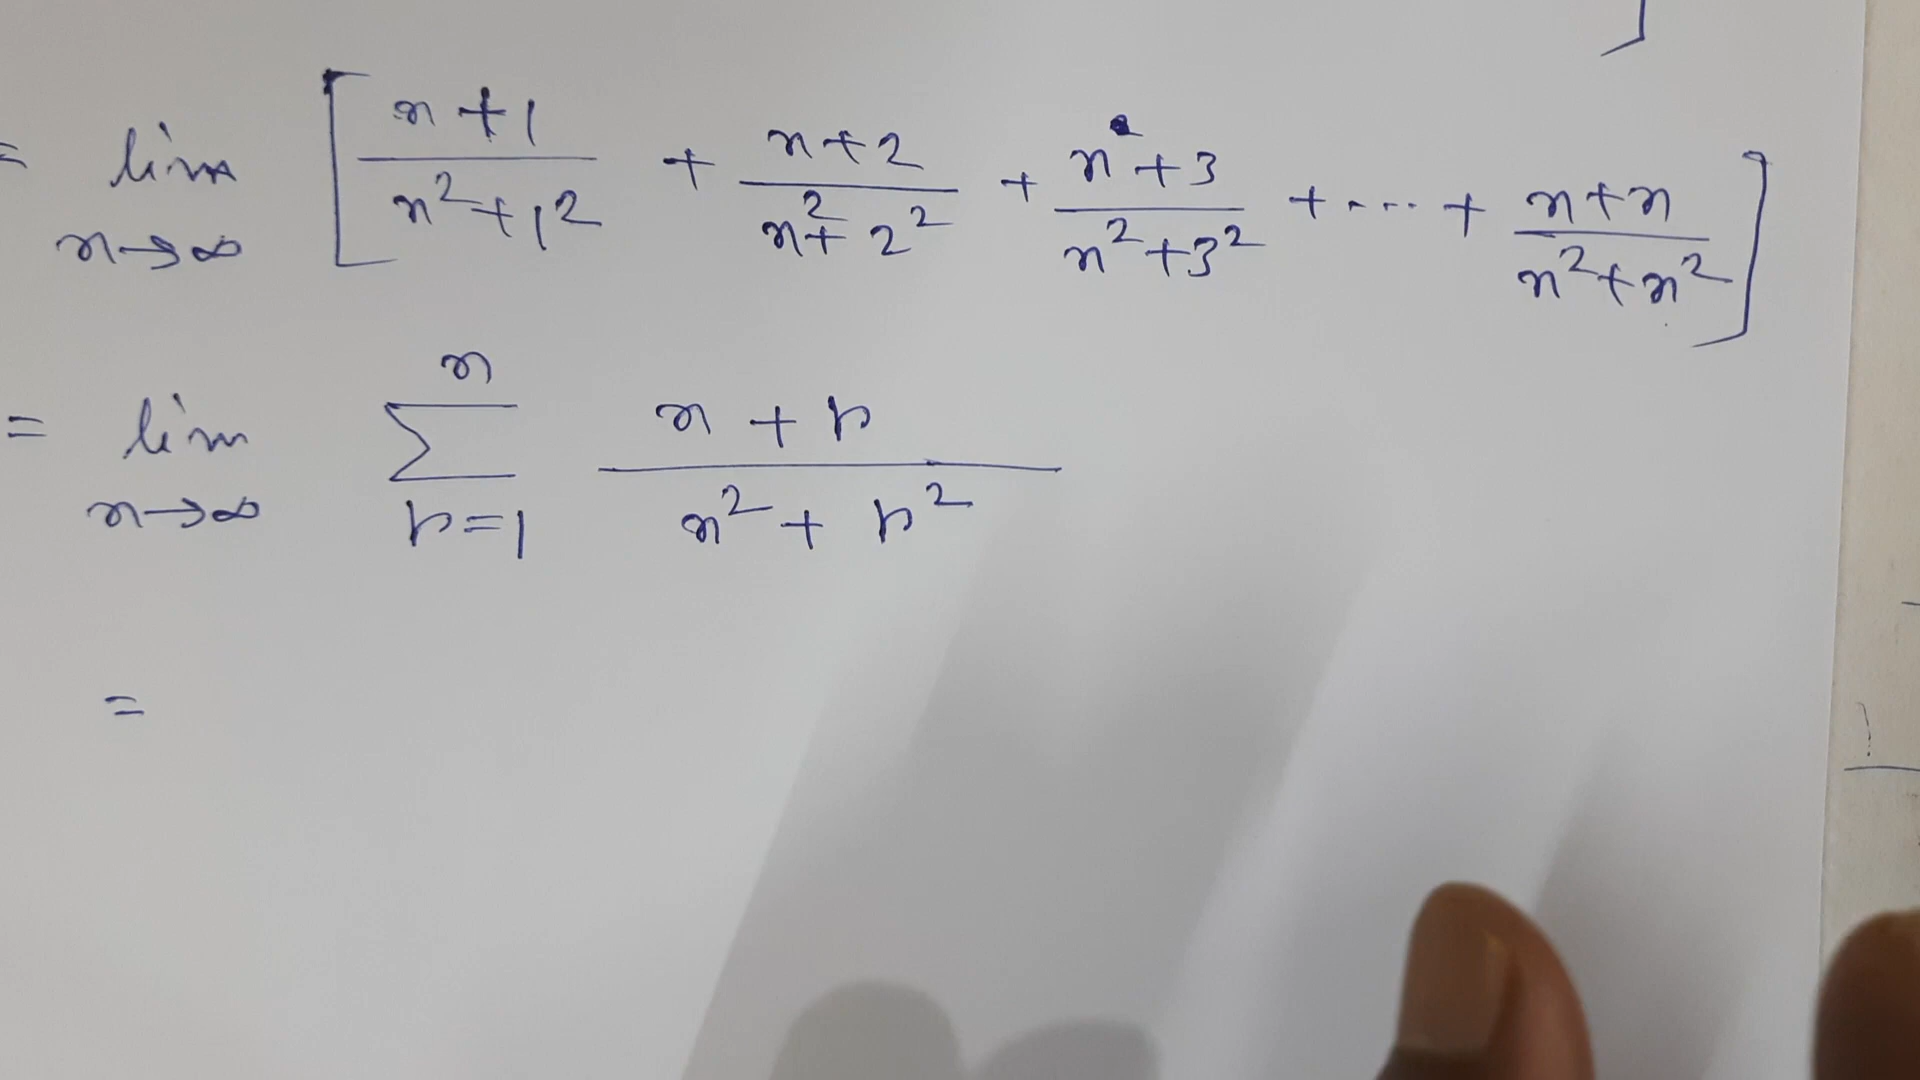 = lim n→∞ [ (n+1)/(n²+1²) + (n+2)/(n²+2²) + (n+3)/(n²+3²) + .... + (n+n)/(n²+n²) ]
= lim n→∞ Σ_{r=1}^{n} (n+r)/(n²+r²)
=